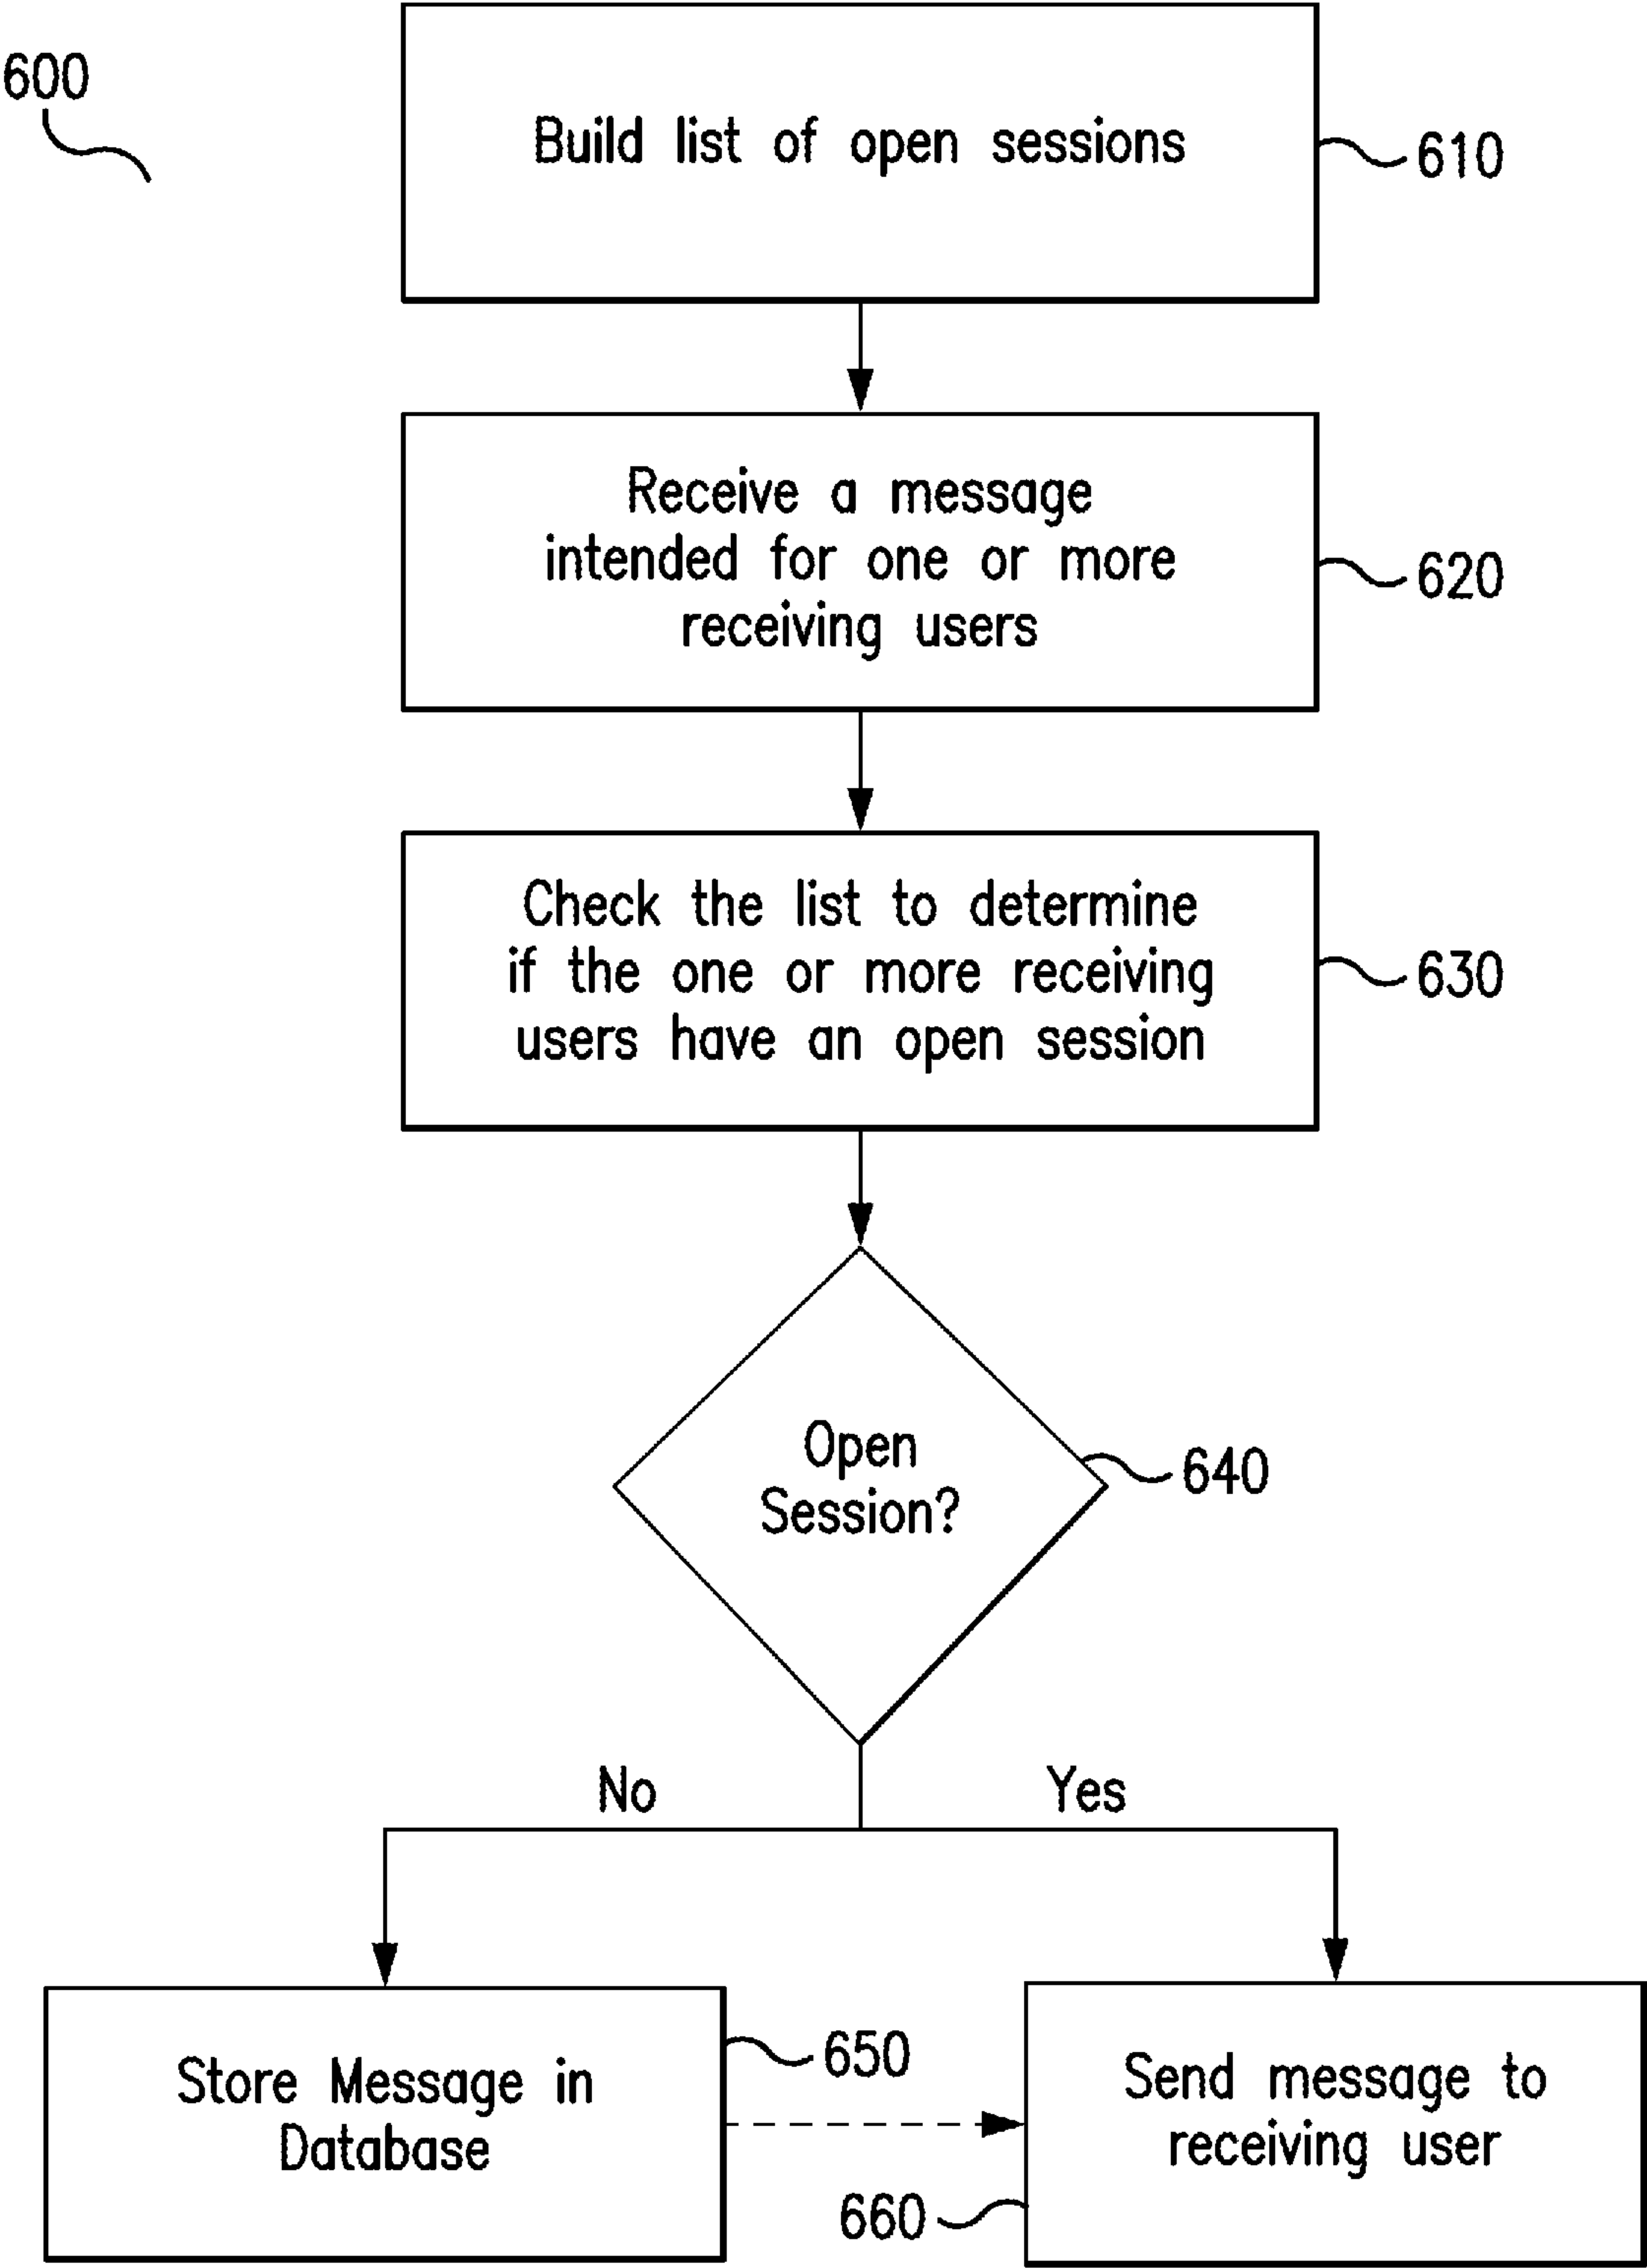 600
Build list of open sessions
610
Receive a message
intended for one or more
receiving users
620
Check the list to determine
if the one or more receiving
users have an open session
630
Open
Session?
640
No
Yes
Store Message in
Database
650
Send message to
receiving user
660